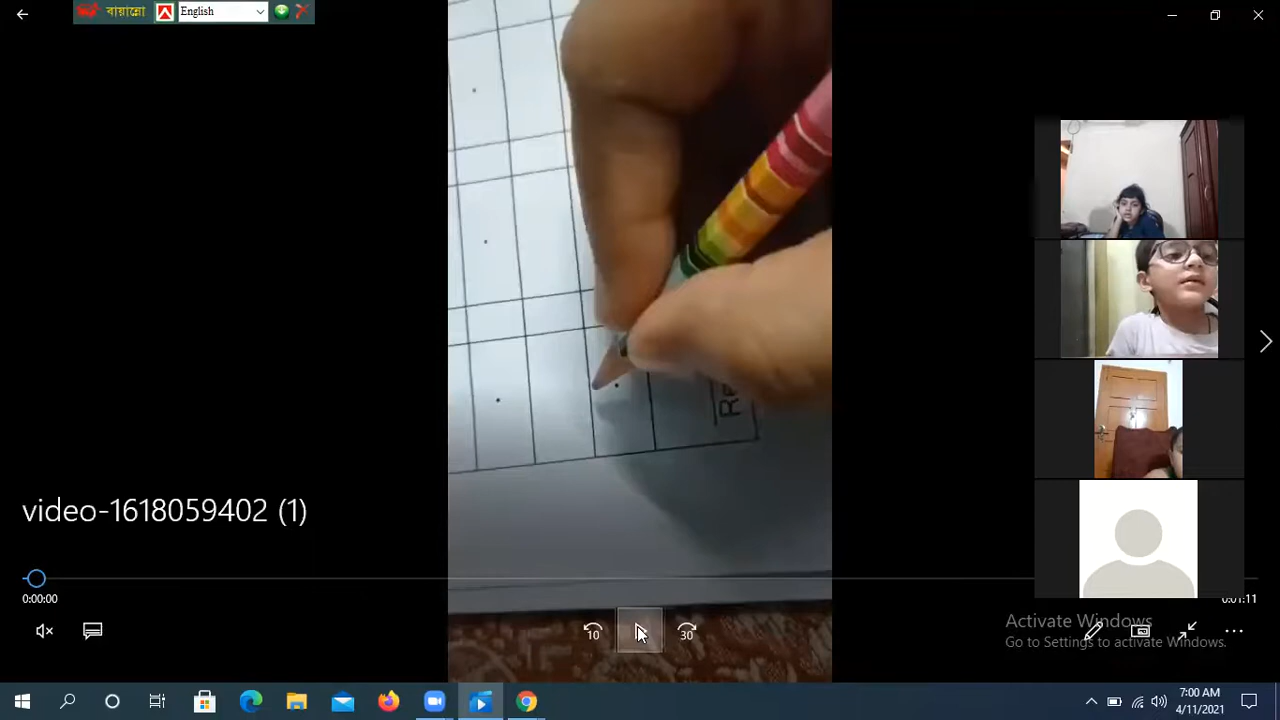 বায়ান্নো
English
video-1618059402 (1)
0:00:00
0:01:11
10
30
Activate Windows
Go to Settings to activate Windows.
7:00 AM
4/11/2021